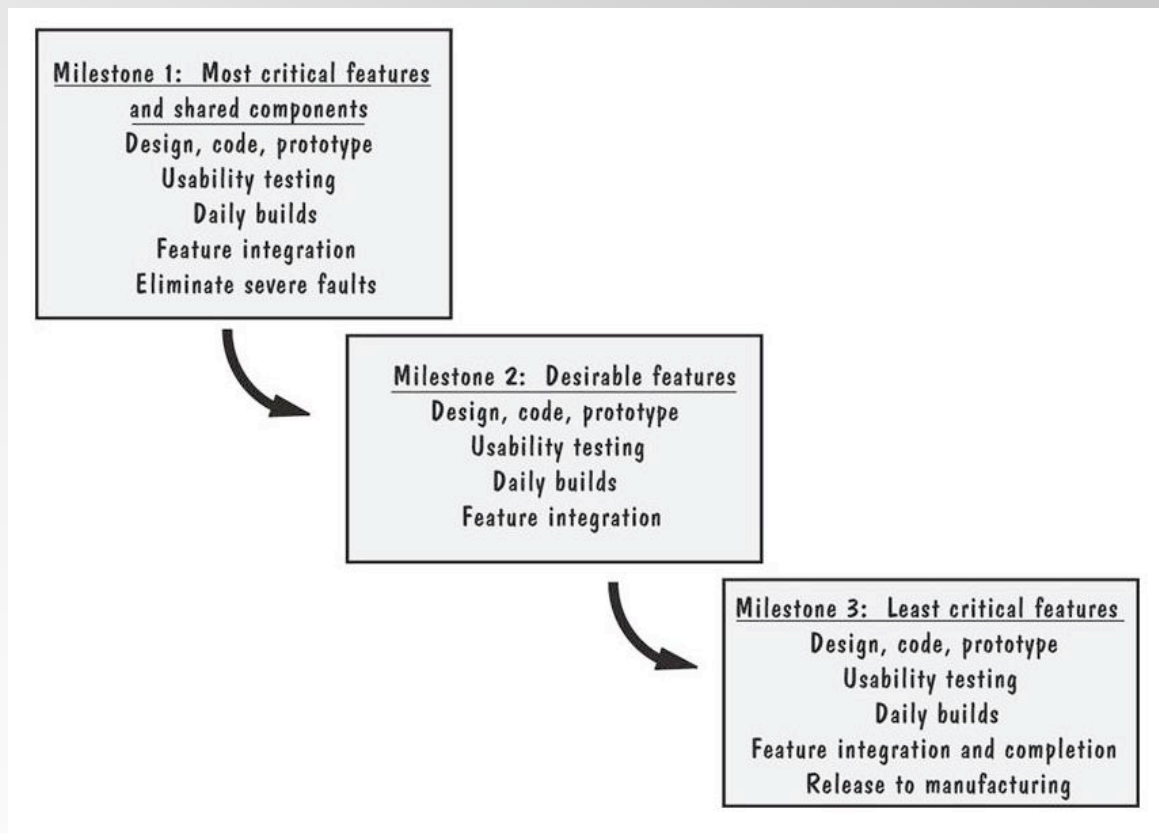 Milestone 1: Most critical features
and shared components
Design, code, prototype
Usability testing
Daily builds
Feature integration
Eliminate severe faults
Milestone 2: Desirable features
Design, code, prototype
Usability testing
Daily builds
Feature integration
Milestone 3: Least critical features
Design, code, prototype
Usability testing
Daily builds
Feature integration and completion
Release to manufacturing